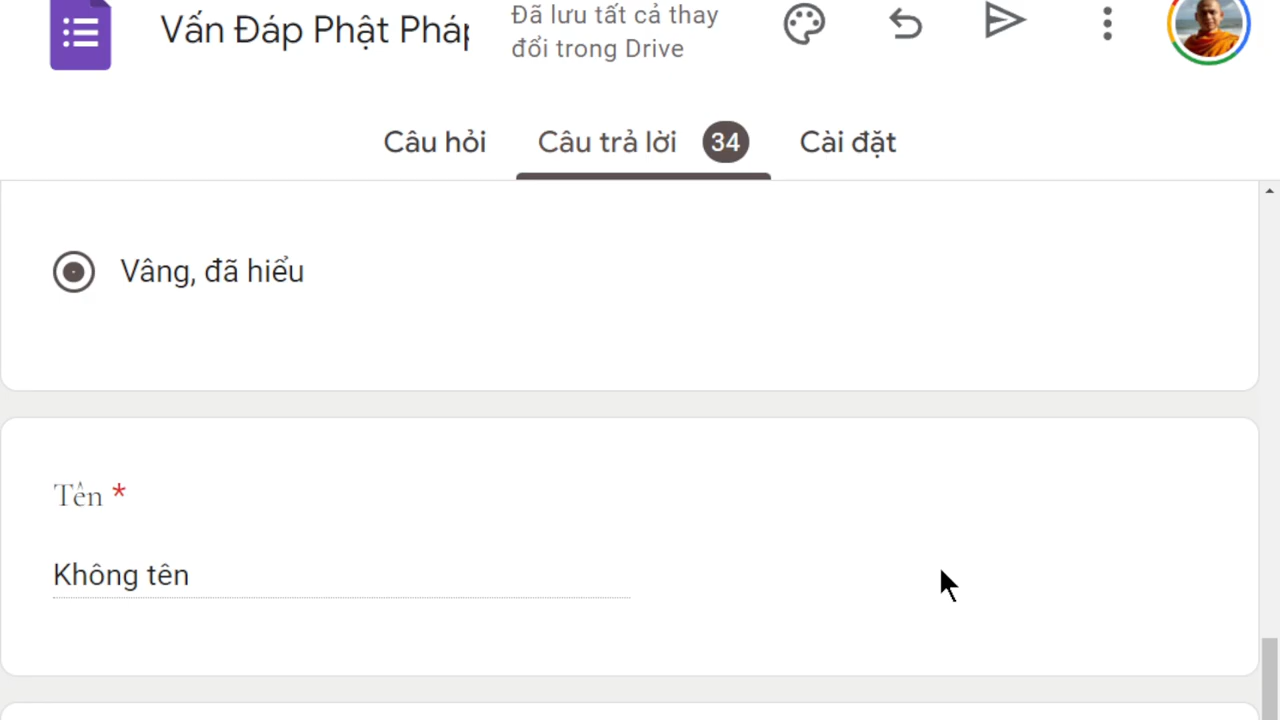 Vấn Đáp Phật Pháp
Đã lưu tất cả thay
đổi trong Drive
Câu hỏi
Câu trả lời
34
Cài đặt
Vâng, đã hiểu
Tên *
Không tên